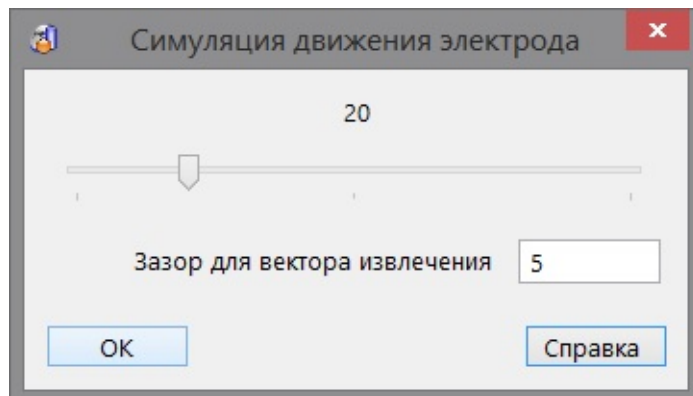 Симуляция движения электрода
20
Зазор для вектора извлечения 5
OK Справка